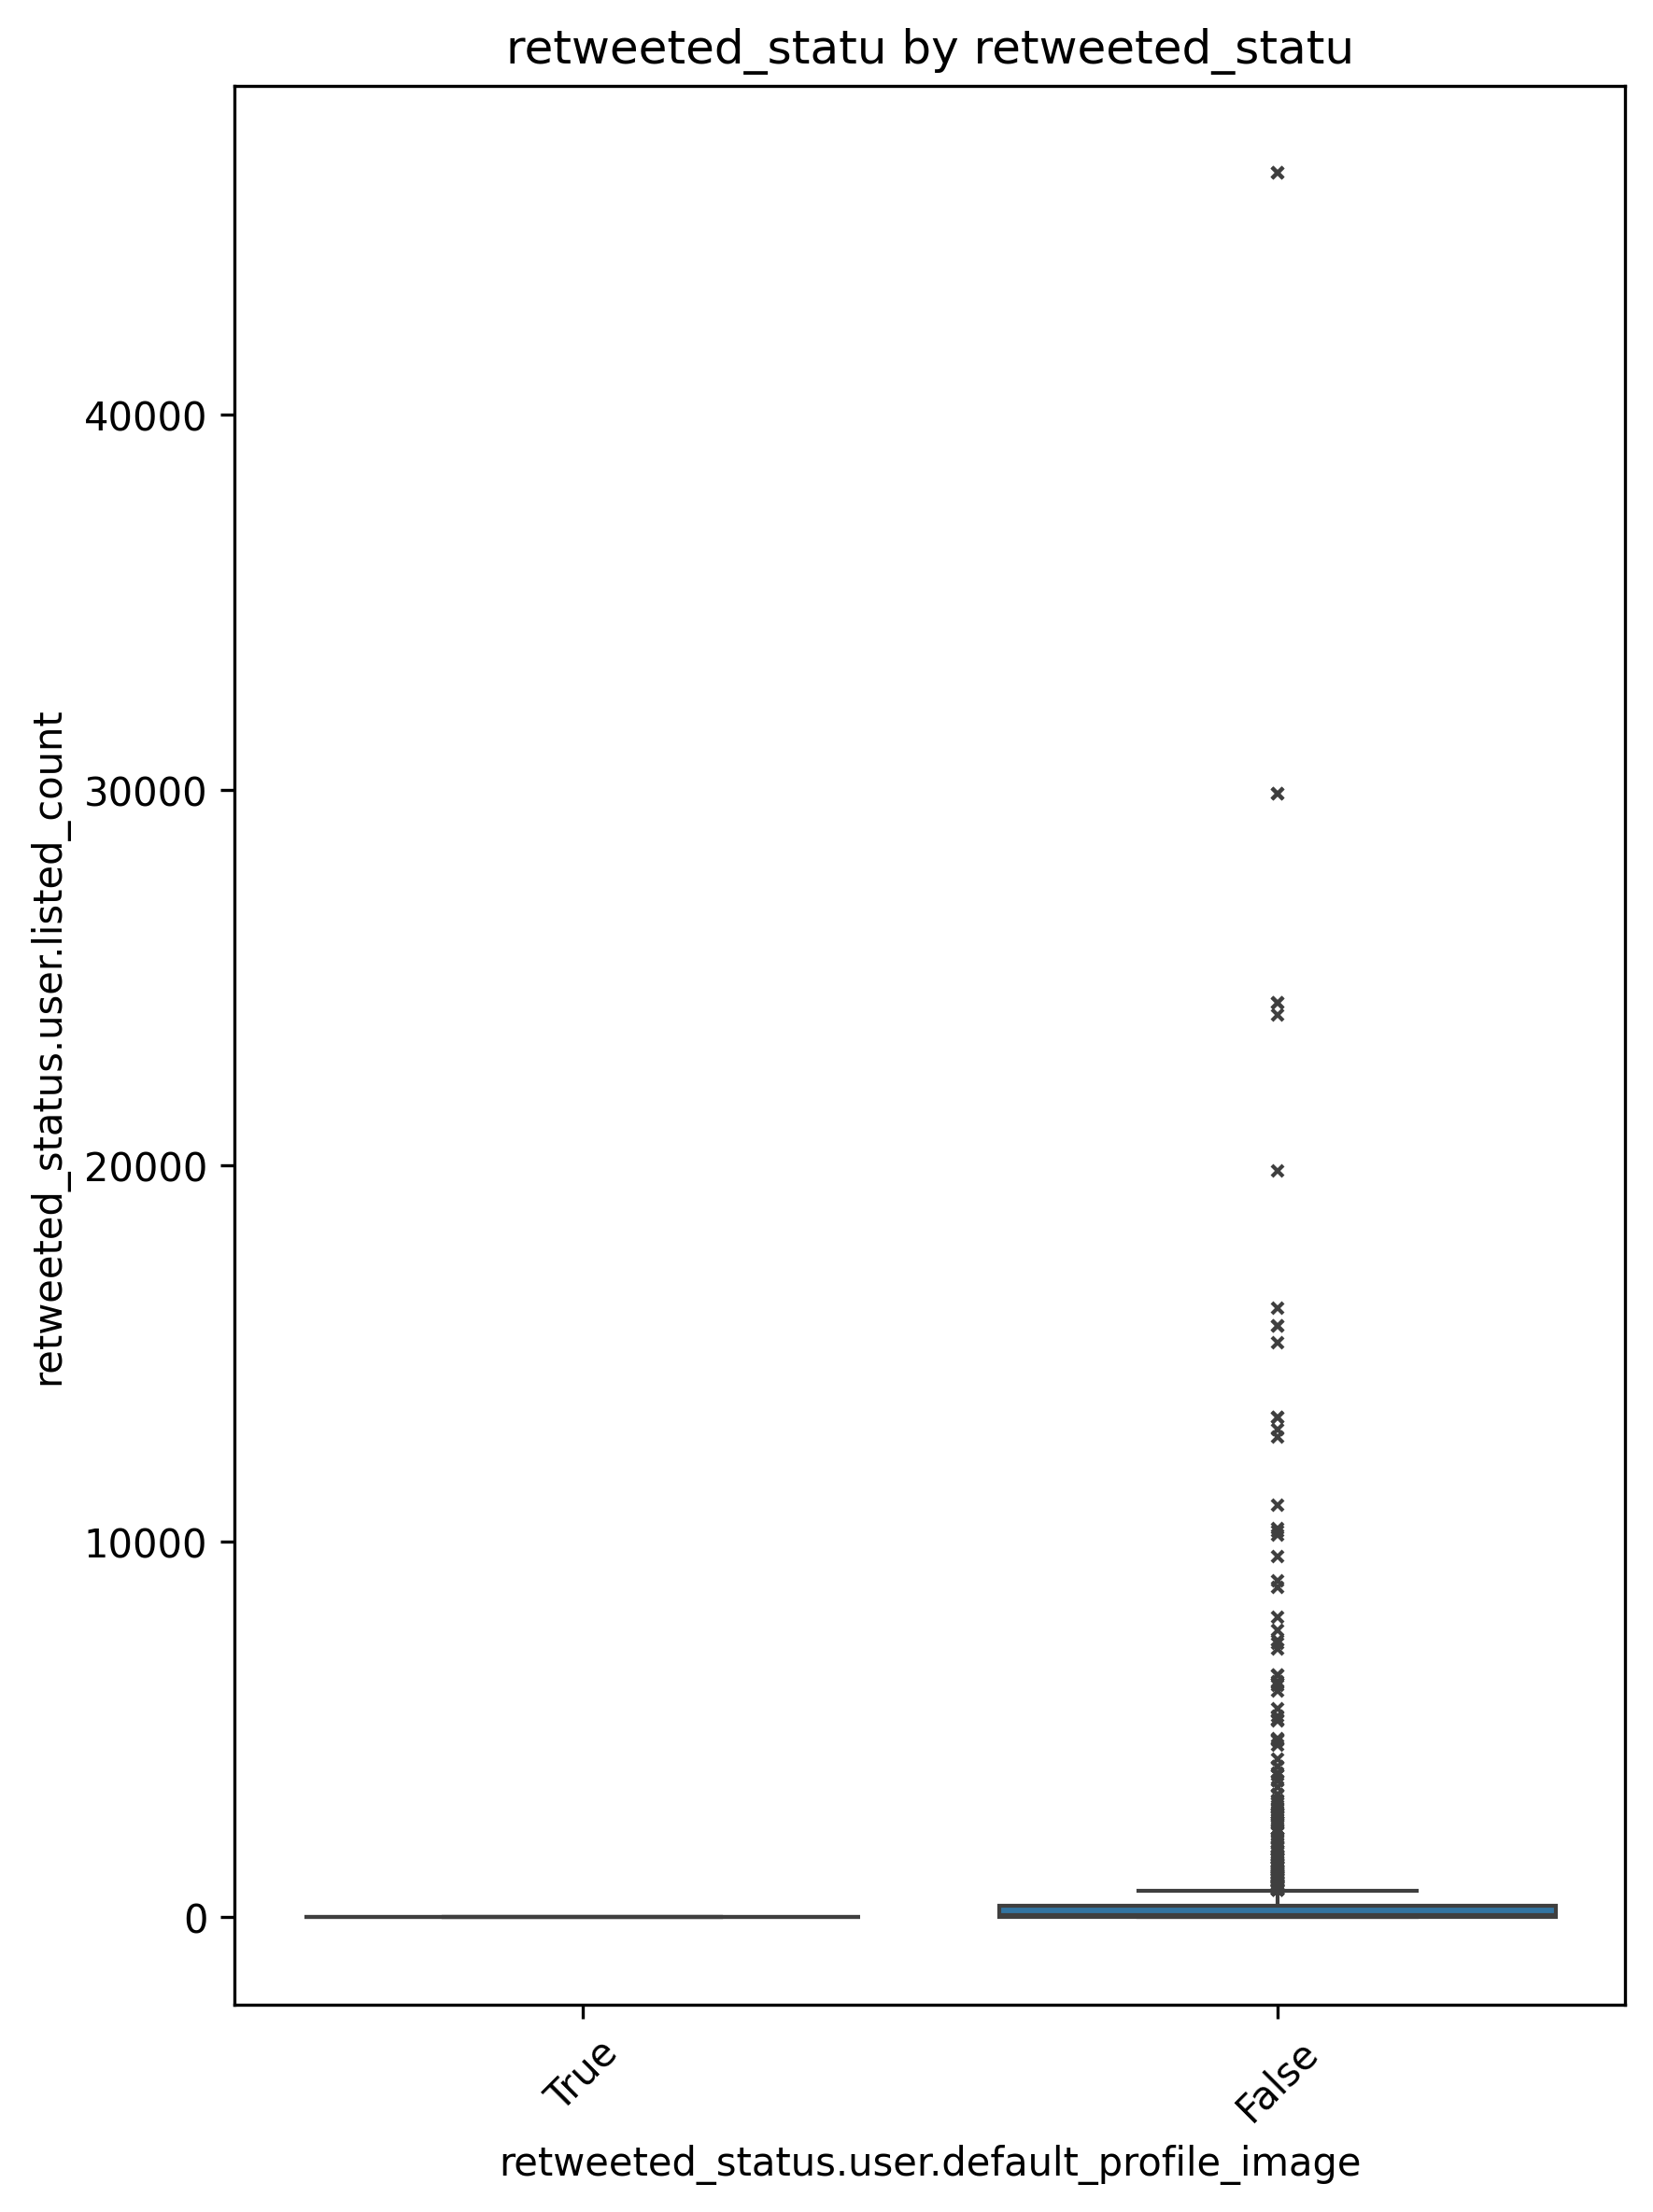 retweeted_statu by retweeted_statu
retweeted_status.user.listed_count
40000
30000
20000
10000
0
True
False
retweeted_status.user.default_profile_image